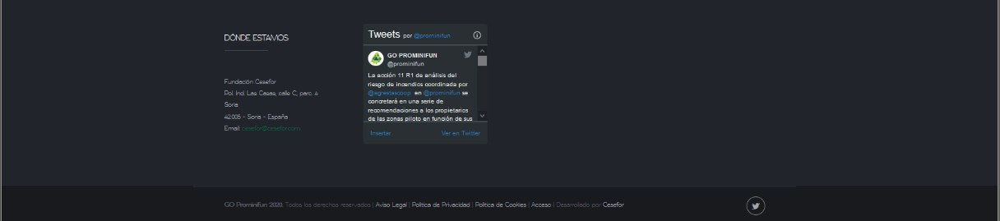 DÓNDE ESTAMOS
Fundación Cesefor
Pol. Ind. Las Casas, calle C, parc. 4
Soria
42005 - Soria - España
Email: cesefor@cesefor.com
Tweets por @prominifun
GO PROMINIFUN
@prominifun
La acción 11 R1 de análisis del
riesgo de incendios coordinada por
@agrestascoop en @prominifun se
concretará en una serie de
recomendaciones a los propietarios
de las zonas piloto en función de sus
Insertar
Ver en Twitter
GO Prominifun 2020. Todos los derechos reservados | Aviso Legal | Política de Privacidad | Política de Cookies | Acceso | Desarrollado por Cesefor